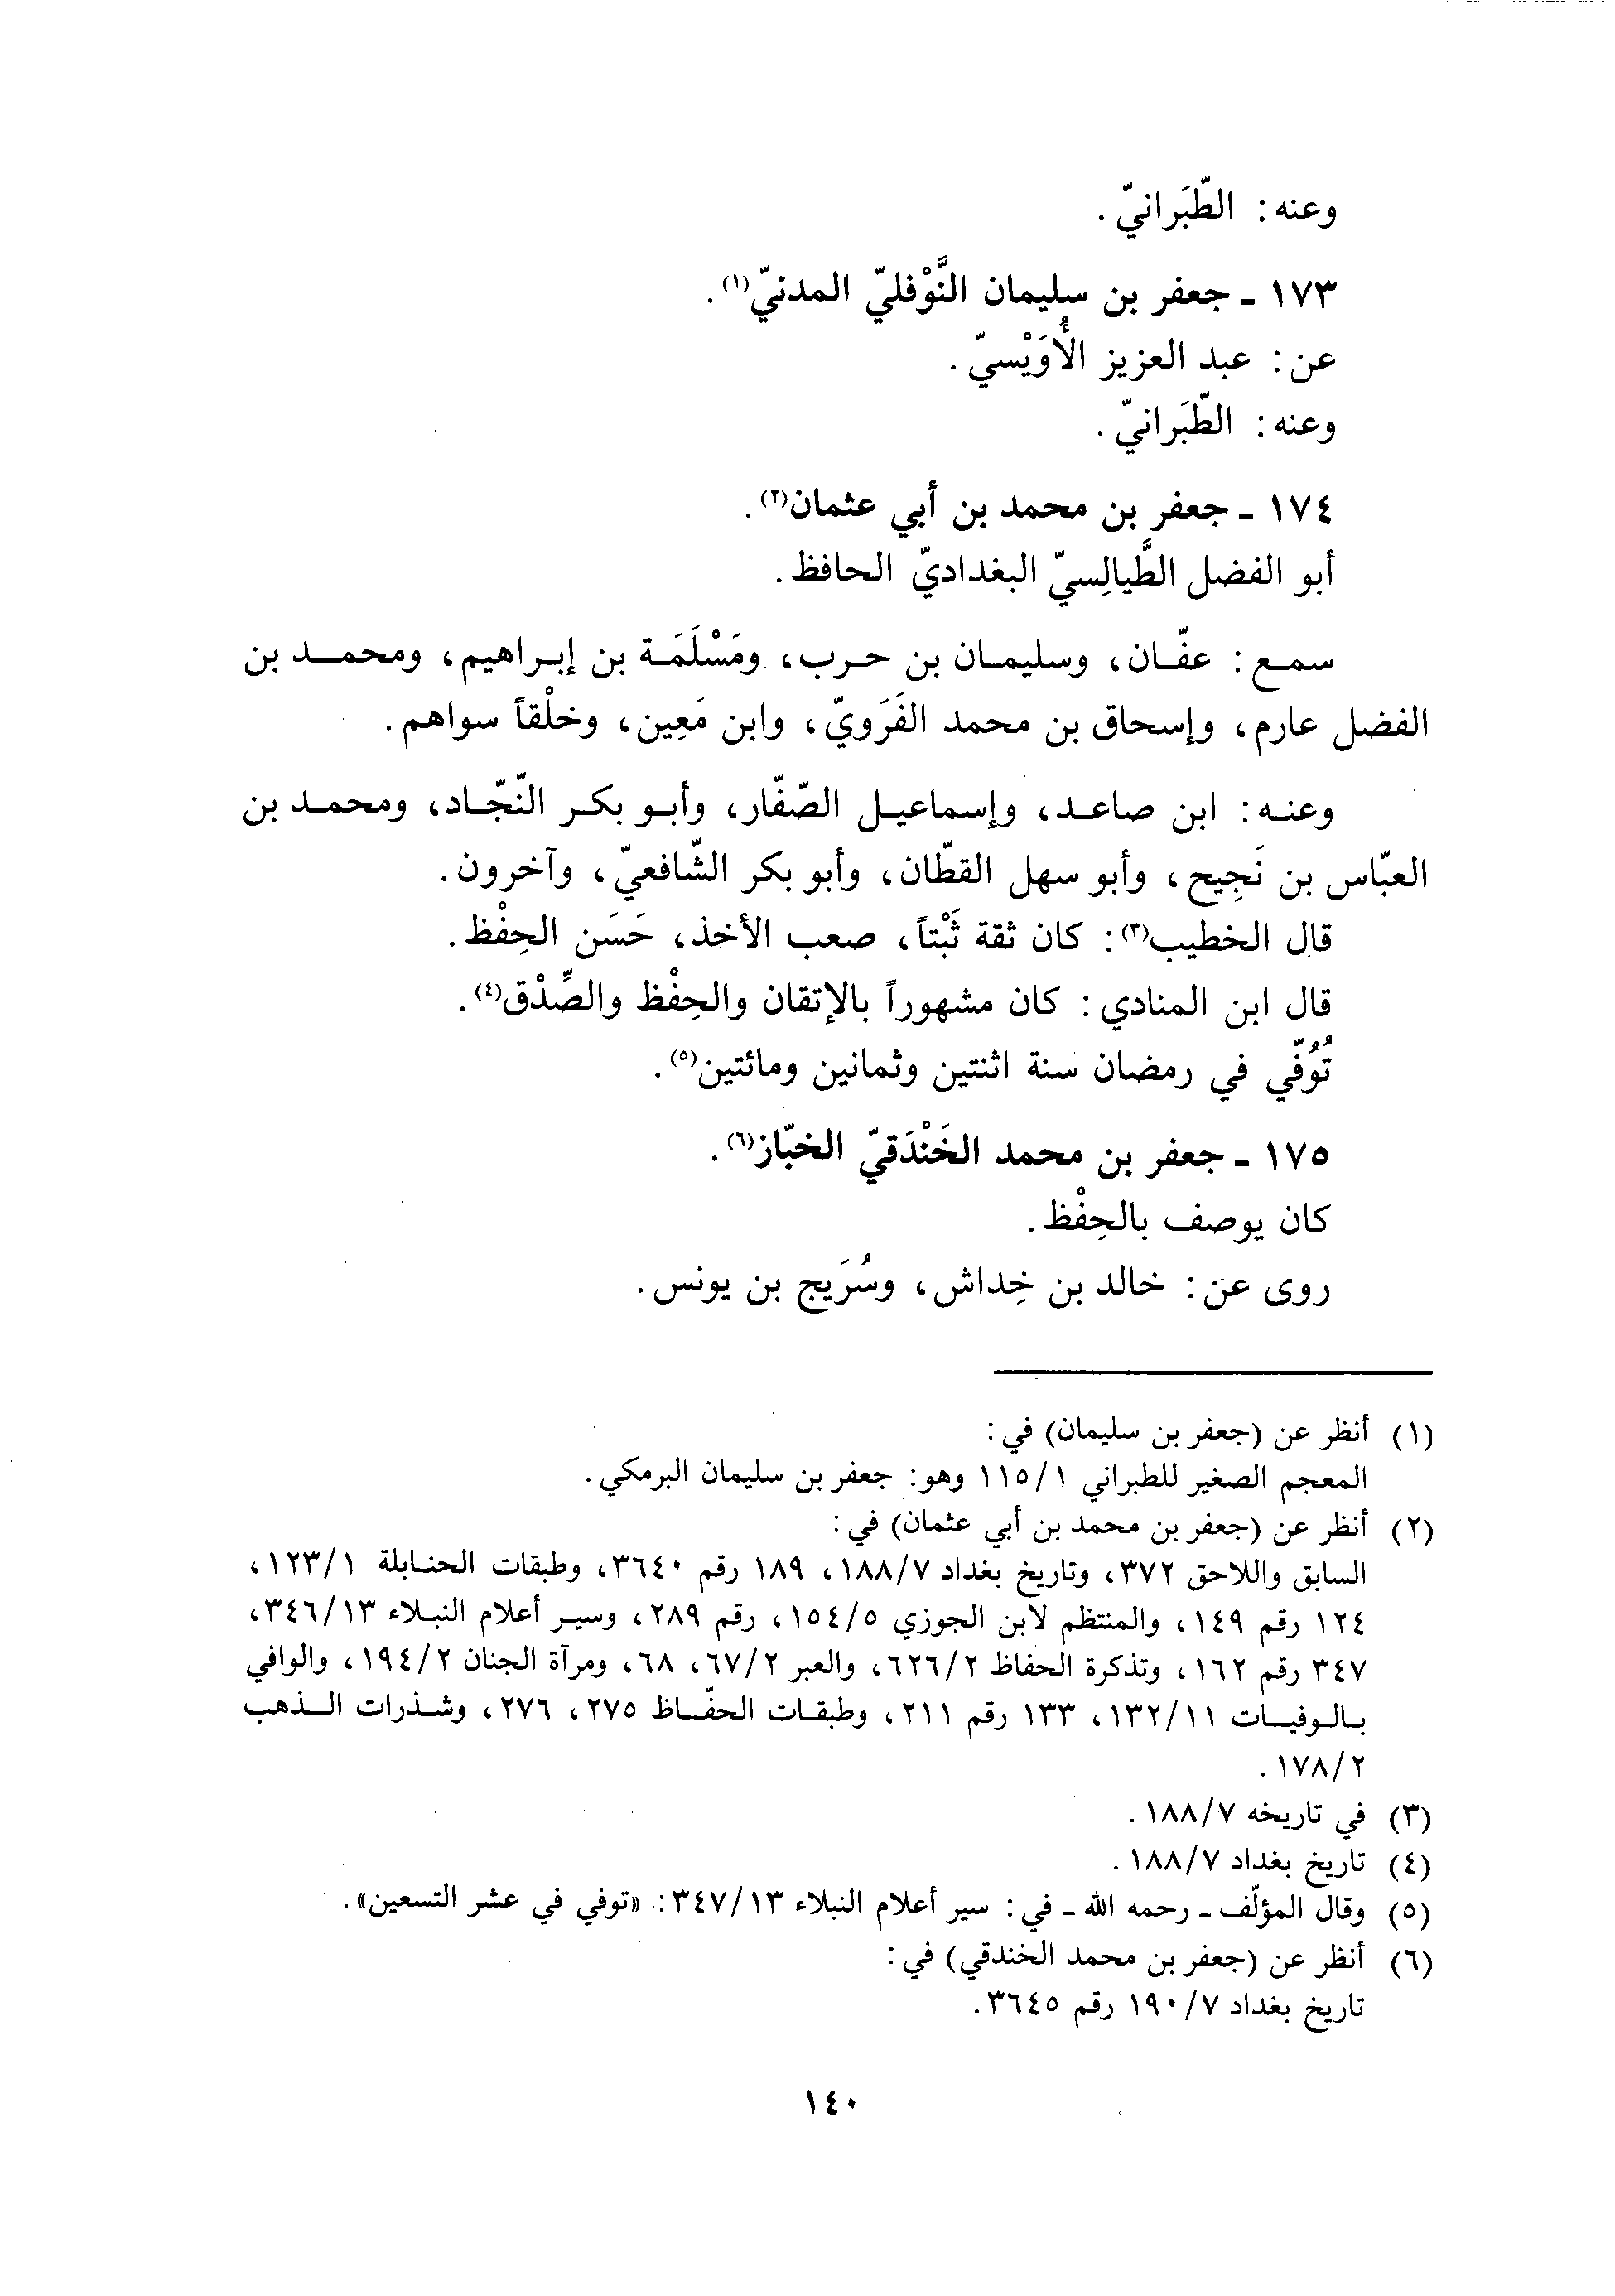 وعنه: الطّبَرانيّ.
١٧٣ - جعفر بن سليمان النَّوْفليّ المدنيّ(١).
عن: عبد العزيز الأُوَيْسيّ.
وعنه: الطّبَرانيّ.
١٧٤ - جعفر بن محمد بن أبي عثمان(٢).
أبو الفضل الطَّيالِسيّ البغداديّ الحافظ.
سمع: عفّان، وسليمان بن حرب، ومَسْلَمَة بن إبراهيم، ومحمد بن
الفضل عارم، وإسحاق بن محمد الفَرَويّ، وابن مَعِين، وخلْقاً سواهم.
وعنه: ابن صاعد، وإسماعيل الصّفّار، وأبو بكر النّجّاد، ومحمد بن
العبّاس بن نَجِيح، وأبو سهل القطّان، وأبو بكر الشّافعيّ، وآخرون.
قال الخطيب(٣): كان ثقة ثَبْتاً، صعب الأخذ، حَسَن الحِفْظ.
قال ابن المنادي: كان مشهوراً بالإتقان والحِفْظ والصِّدْق(٤).
تُوُفّي في رمضان سنة اثنتين وثمانين ومائتين(٥).
١٧٥ - جعفر بن محمد الخَنْدَقيّ الخبّاز(٦).
كان يوصف بالحِفْظ.
روى عن: خالد بن خِداش، وسُرَيج بن يونس.
(١) أنظر عن (جعفر بن سليمان) في:
المعجم الصغير للطبراني ١/ ١١٥ وهو: جعفر بن سليمان البرمكي.
(٢) أنظر عن (جعفر بن محمد بن أبي عثمان) في:
السابق واللاحق ٣٧٢، وتاريخ بغداد ٧/ ١٨٨، ١٨٩ رقم ٣٦٤٠، وطبقات الحنابلة ١/ ١٢٣،
١٢٤ رقم ١٤٩، والمنتظم لابن الجوزي ٥/ ١٥٤، رقم ٢٨٩، وسير أعلام النبلاء ١٣/ ٣٤٦،
٣٤٧ رقم ١٦٢، وتذكرة الحفاظ ٢/ ٦٢٦، والعبر ٢/ ٦٧، ٦٨، ومرآة الجنان ٢/ ١٩٤، والوافي
بالوفيات ١١/ ١٣٢، ١٣٣ رقم ٢١١، وطبقات الحفّاظ ٢٧٥، ٢٧٦، وشذرات الذهب
٢/ ١٧٨.
(٣) في تاريخه ٧/ ١٨٨.
(٤) تاريخ بغداد ٧/ ١٨٨.
(٥) وقال المؤلّف - رحمه الله - في: سير أعلام النبلاء ١٣/ ٣٤٧: «توفي في عشر التسعين».
(٦) أنظر عن (جعفر بن محمد الخندقي) في:
تاريخ بغداد ٧/ ١٩٠ رقم ٣٦٤٥.
١٤٠